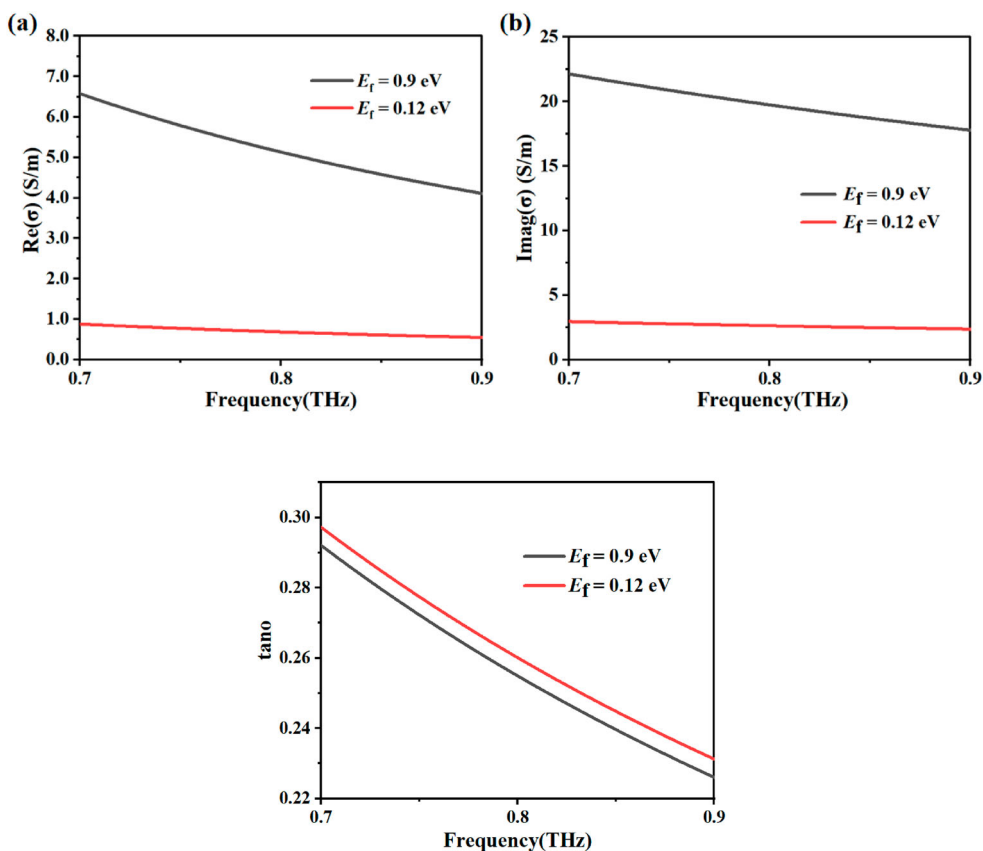 (a)
8.0
7.0
6.0
5.0
4.0
3.0
2.0
1.0
0.0
Re(σ) (S/m)
Ef = 0.9 eV
Ef = 0.12 eV
0.7
0.8
0.9
Frequency(THz)
(b)
25
20
15
10
5
0
Imag(σ) (S/m)
Ef = 0.9 eV
Ef = 0.12 eV
0.7
0.8
0.9
Frequency(THz)
0.30
0.28
0.26
0.24
0.22
tano
Ef = 0.9 eV
Ef = 0.12 eV
0.7
0.8
0.9
Frequency(THz)